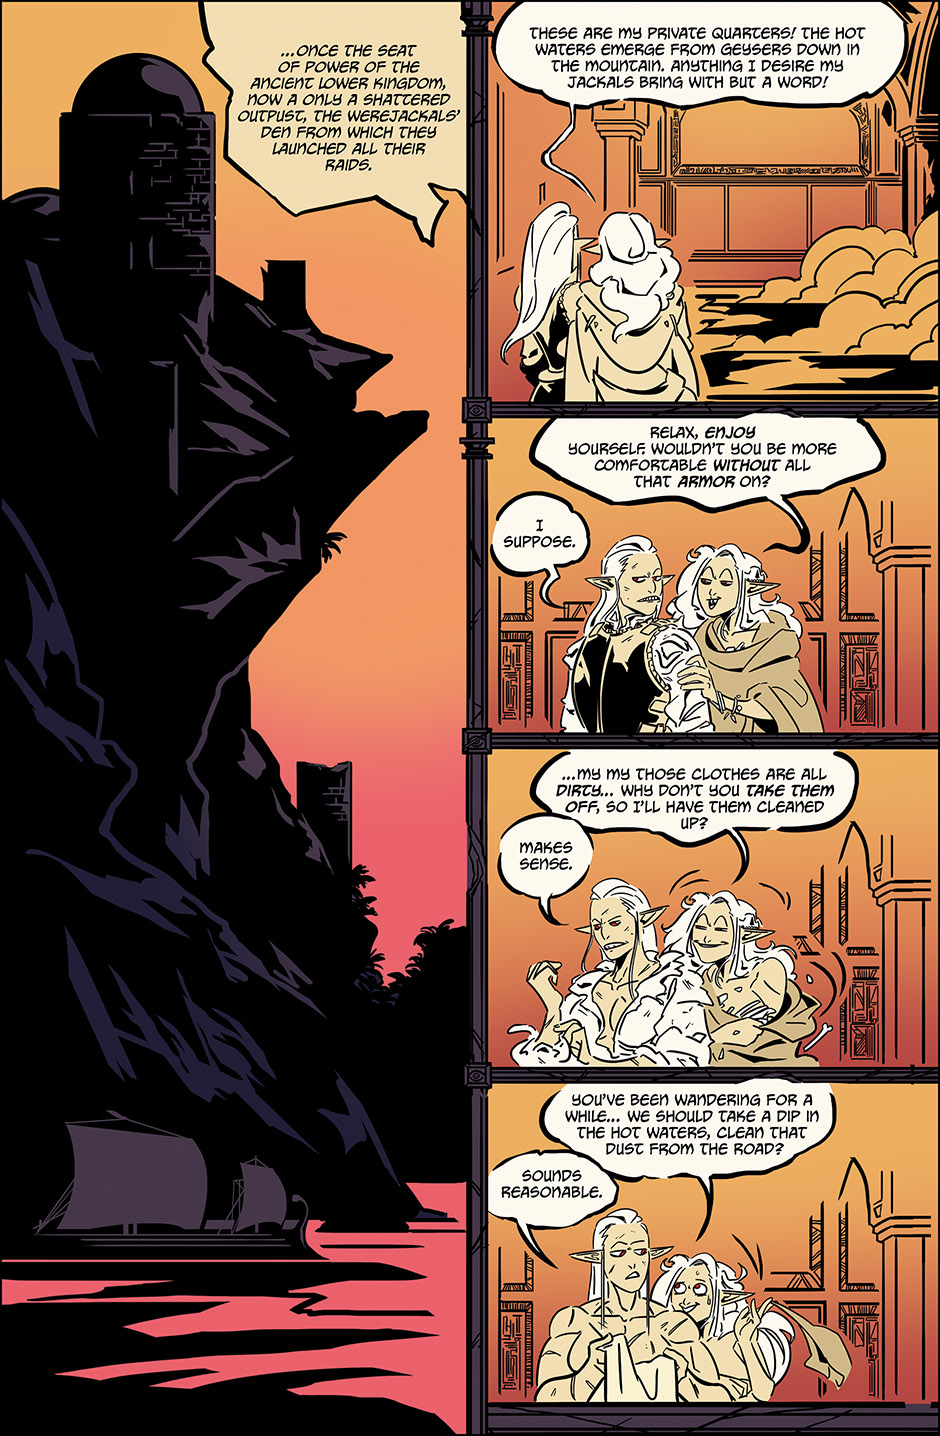 ...ONCE THE SEAT
OF POWER OF THE
ANCIENT LOWER KINGDOM,
NOW A ONLY A SHATTERED
OUTPUST, THE WEREJACKALS'
DEN FROM WHICH THEY
LAUNCHED ALL THEIR
RAIDS.
THESE ARE MY PRIVATE QUARTERS! THE HOT
WATERS EMERGE FROM GEYSERS DOWN IN
THE MOUNTAIN. ANYTHING I DESIRE MY
JACKALS BRING WITH BUT A WORD!
RELAX, ENJOY
YOURSELF. WOULDN'T YOU BE MORE
COMFORTABLE WITHOUT ALL
THAT ARMOR ON?
I
SUPPOSE.
...MY MY THOSE CLOTHES ARE ALL
DIRTY... WHY DON'T YOU TAKE THEM
OFF, SO I'LL HAVE THEM CLEANED
UP?
MAKES
SENSE.
YOU'VE BEEN WANDERING FOR A
WHILE... WE SHOULD TAKE A DIP IN
THE HOT WATERS, CLEAN THAT
DUST FROM THE ROAD?
SOUNDS
REASONABLE.